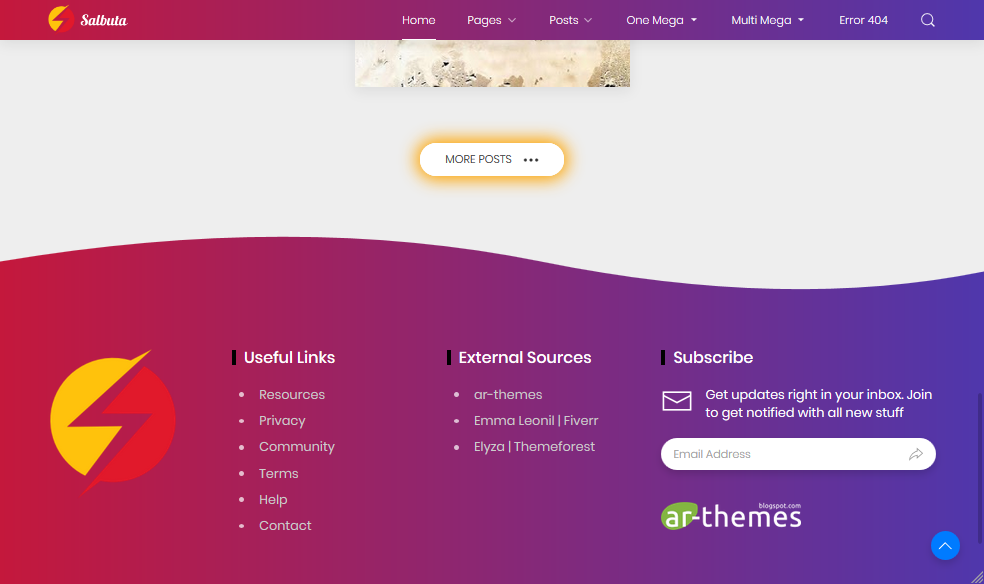 Salbuta
Home
Pages
Posts
One Mega
Multi Mega
Error 404
MORE POSTS
Useful Links
Resources
Privacy
Community
Terms
Help
Contact
External Sources
ar-themes
Emma Leonil | Fiverr
Elyza | Themeforest
Subscribe
Get updates right in your inbox. Join
to get notified with all new stuff
Email Address
blogspot.com
ar-themes